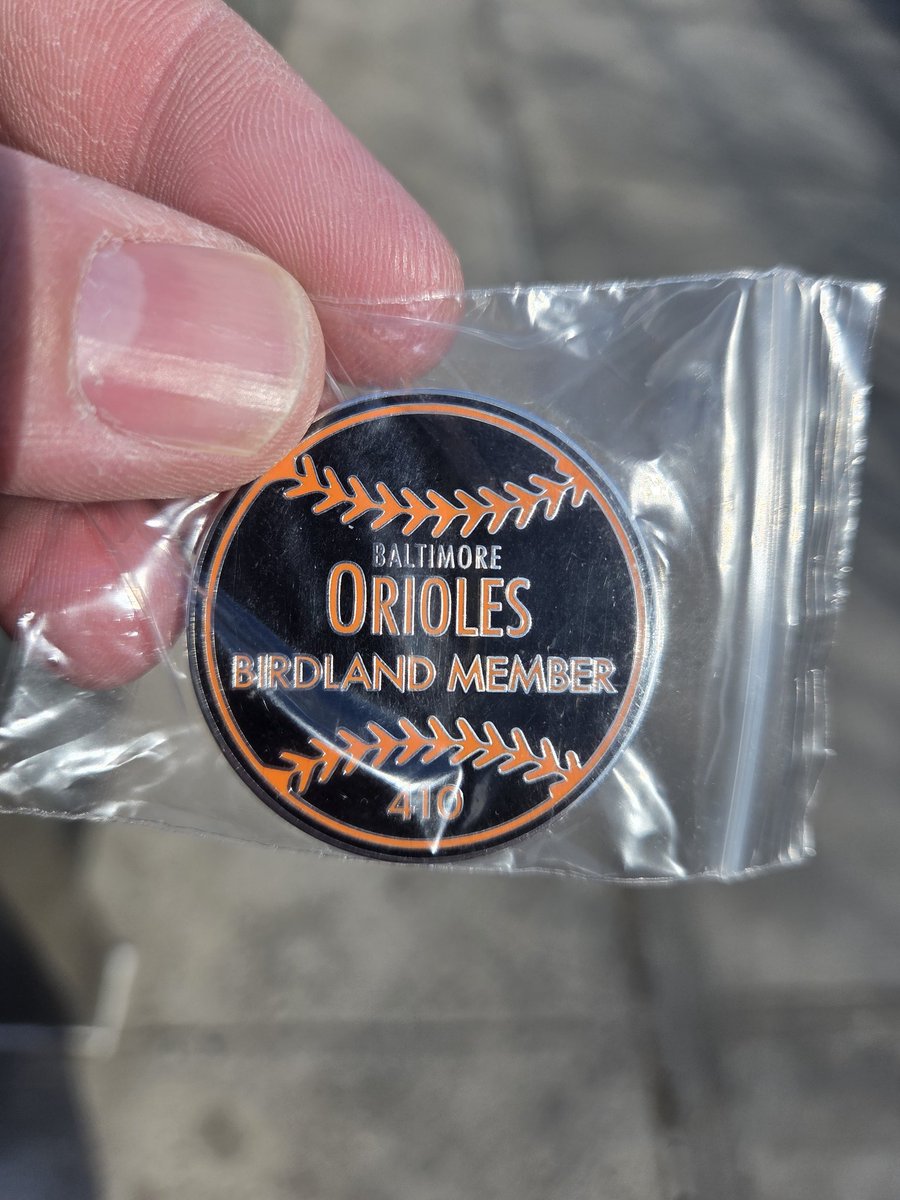 BALTIMORE
ORIOLES
BIRDLAND MEMBER
410